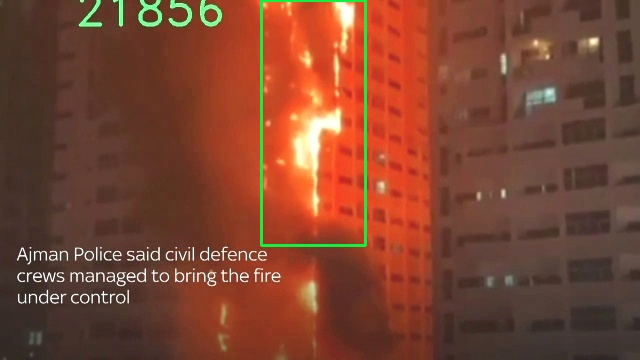 21856
Ajman Police said civil defence
crews managed to bring the fire
under control